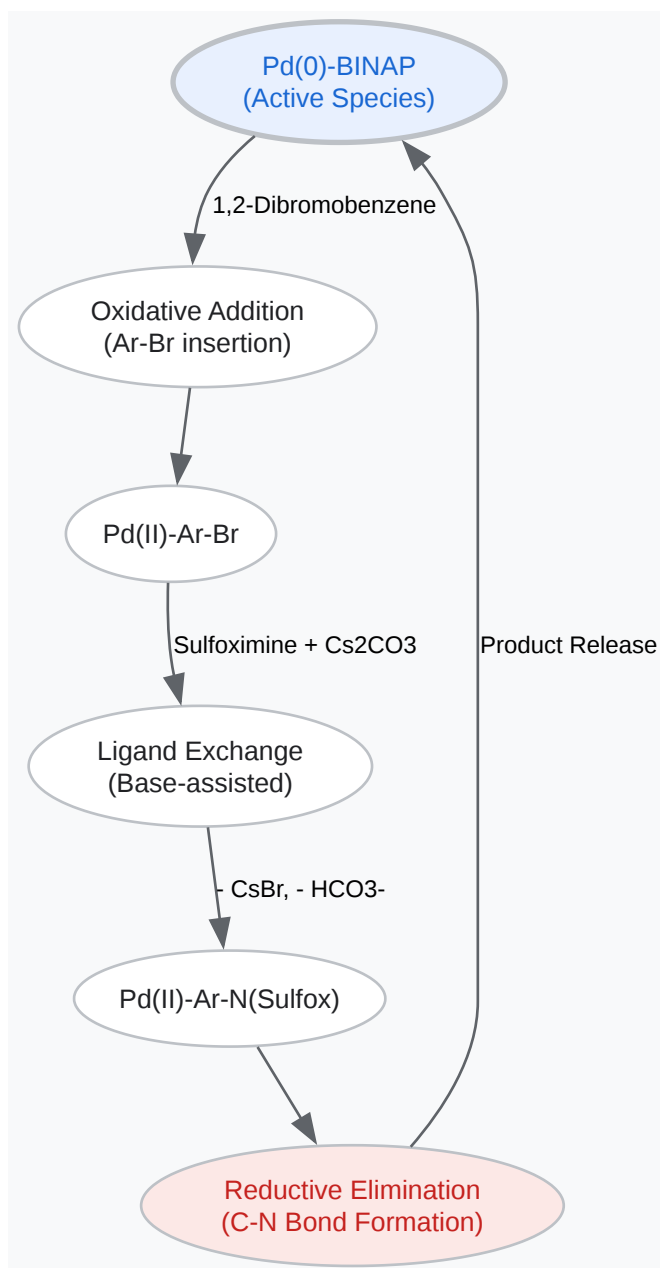 Pd(0)-BINAP
(Active Species)
1,2-Dibromobenzene
Oxidative Addition
(Ar-Br insertion)
Pd(II)-Ar-Br
Sulfoximine + Cs2CO3
Product Release
Ligand Exchange
(Base-assisted)
- CsBr, - HCO3-
Pd(II)-Ar-N(Sulfox)
Reductive Elimination
(C-N Bond Formation)